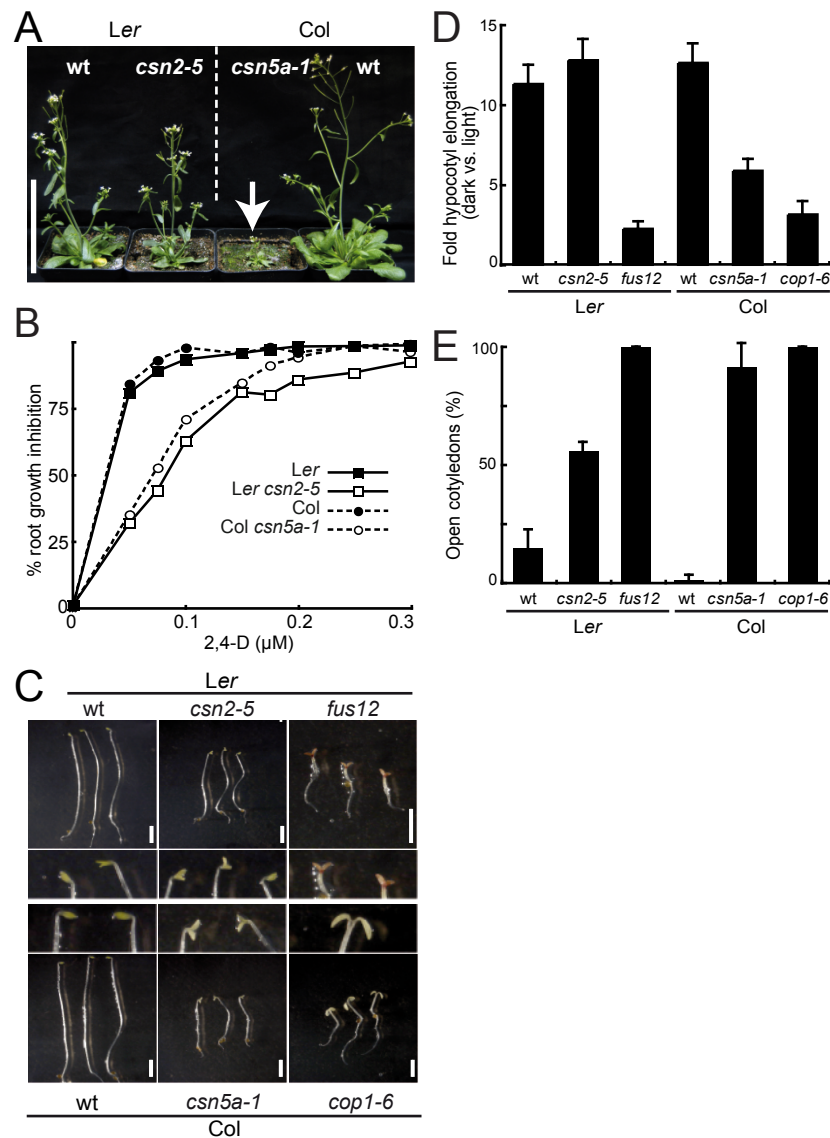 A
Ler
Col
wt
csn2-5
csn5a-1
wt
B
% root growth inhibition
75
50
25
0
0
0.1
0.2
0.3
2,4-D (µM)
Ler
Ler csn2-5
Col
Col csn5a-1
C
Ler
wt
csn2-5
fus12
wt
csn5a-1
cop1-6
Col
D
Fold hypocotyl elongation
(dark vs. light)
15
10
5
0
wt
csn2-5
fus12
wt
csn5a-1
cop1-6
Ler
Col
E
Open cotyledons (%)
100
50
0
wt
csn2-5
fus12
wt
csn5a-1
cop1-6
Ler
Col